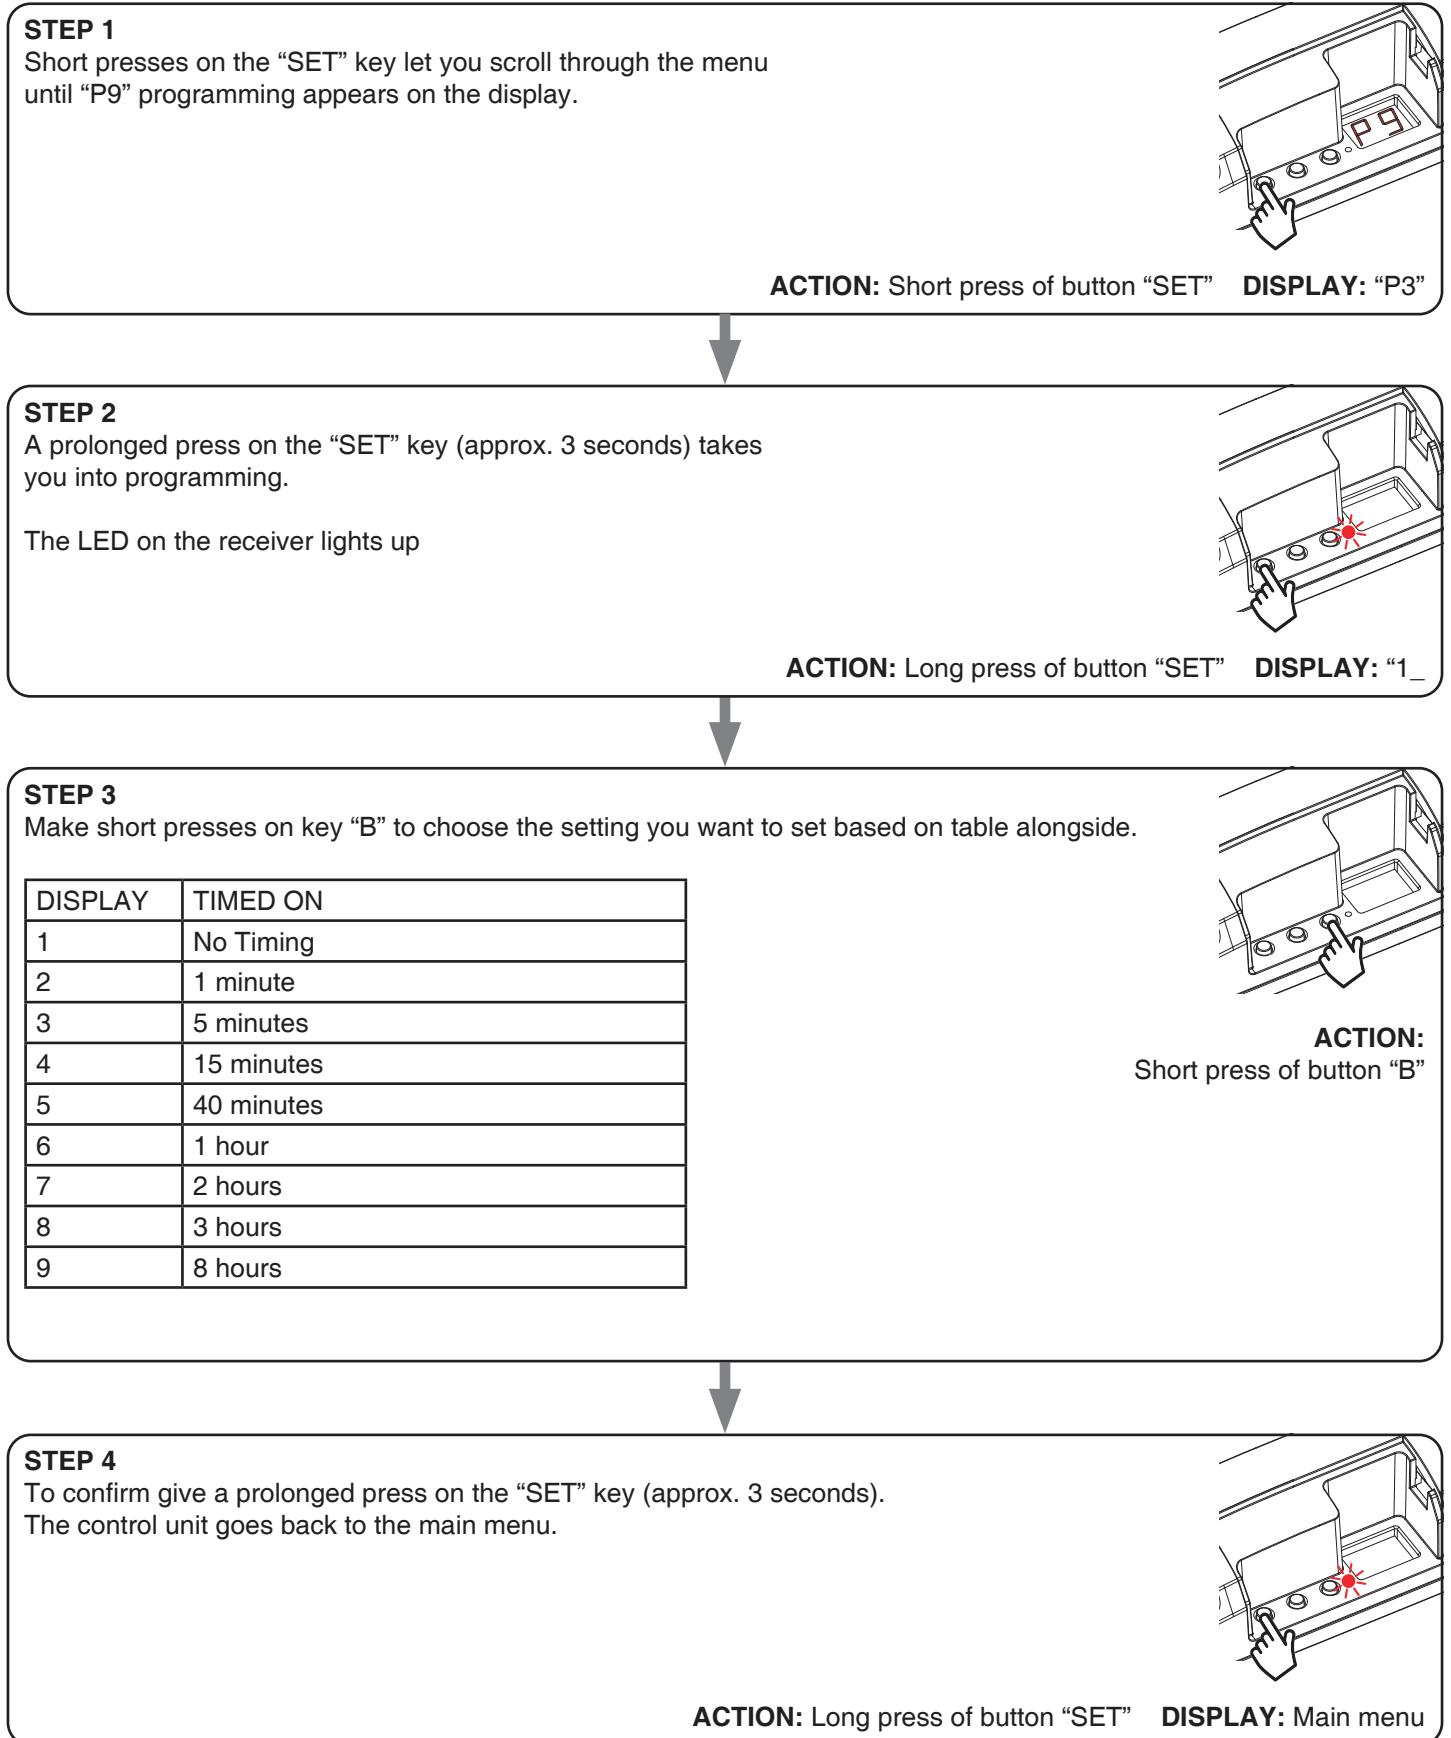 STEP 1
Short presses on the “SET” key let you scroll through the menu
until “P9” programming appears on the display.
P9
ACTION: Short press of button “SET” DISPLAY: “P3”
STEP 2
A prolonged press on the “SET” key (approx. 3 seconds) takes
you into programming.
The LED on the receiver lights up
ACTION: Long press of button “SET” DISPLAY: “1_
STEP 3
Make short presses on key “B” to choose the setting you want to set based on table alongside.
DISPLAY TIMED ON
1 No Timing
2 1 minute
3 5 minutes
4 15 minutes
5 40 minutes
6 1 hour
7 2 hours
8 3 hours
9 8 hours
ACTION:
Short press of button “B”
STEP 4
To confirm give a prolonged press on the “SET” key (approx. 3 seconds).
The control unit goes back to the main menu.
ACTION: Long press of button “SET” DISPLAY: Main menu